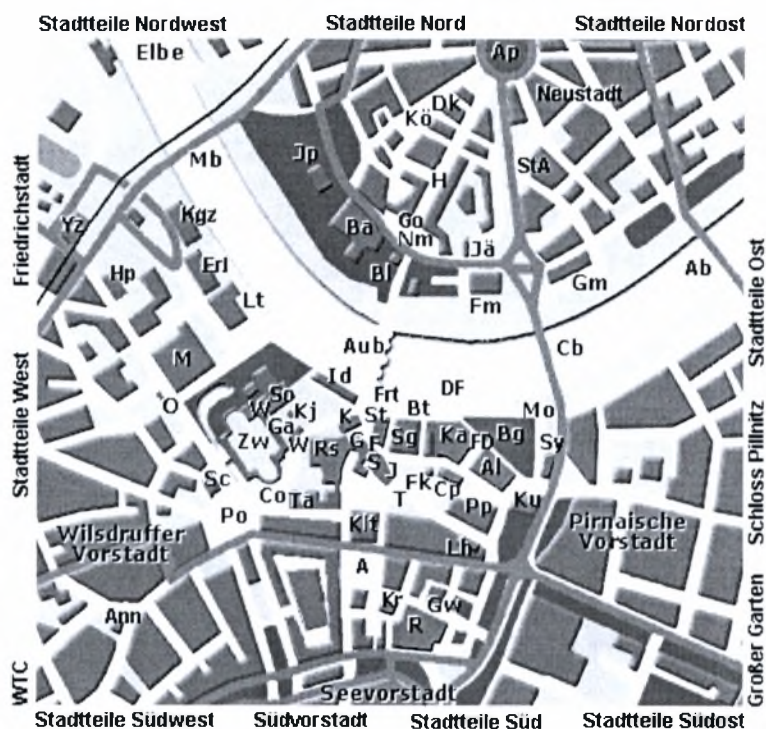 Stadtteile Nordwest Stadtteile Nord Stadtteile Nordost
Elbe
Ap
Neustadt
Dk
Kö
Mb
Jp
H
StA
Friedrichstadt
Yz
Kgz
Ba
Go
Nm
Jä
Hp
Erl
Bl
Ab
Gm
Lt
Fm
Stadtteile Ost
Aub
Cb
M
Id
DF
Frt
O
So
W
Kj
K
St
Bt
Mo
Ga
Zw
W
Rs
G
F
Sg
Ka
FD
Bg
Sy
Stadtteile West
S
J
Al
Sc
Co
Ta
T
Fk
Cp
Pp
Ku
Schloss Pillnitz
Po
Wilsdruffer
Vorstadt
Kit
Pirnaische
Vorstadt
Lh
A
Kr
Gw
Ann
R
WTC
Großer Garten
Seevorstadt
Stadtteile Südwest Südvorstadt Stadtteile Süd Stadtteile Südost